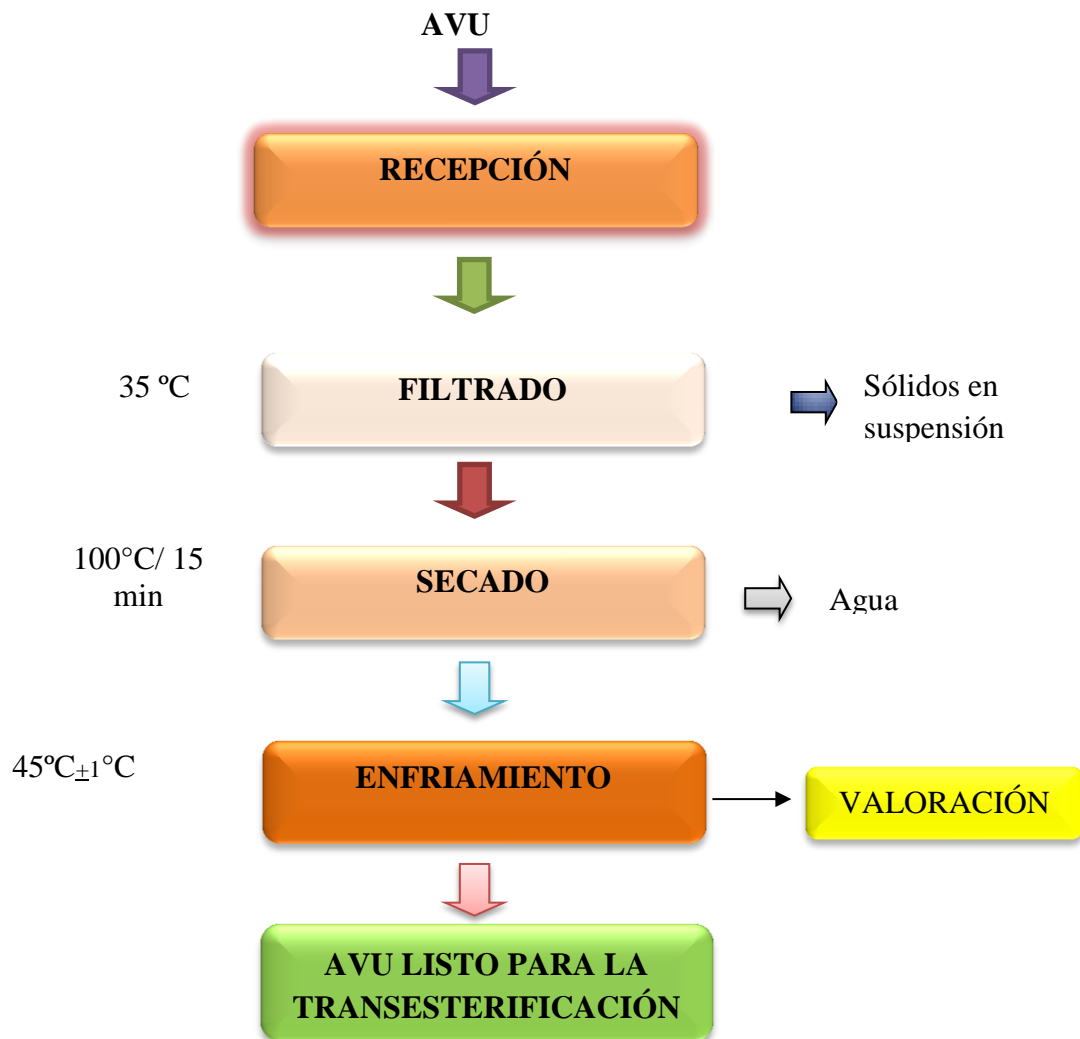 AVU
RECEPCIÓN
35 ºC
FILTRADO
Sólidos en
suspensión
100°C/ 15
min
SECADO
Agua
45ºC±1°C
ENFRIAMIENTO
VALORACIÓN
AVU LISTO PARA LA
TRANSESTERIFICACIÓN